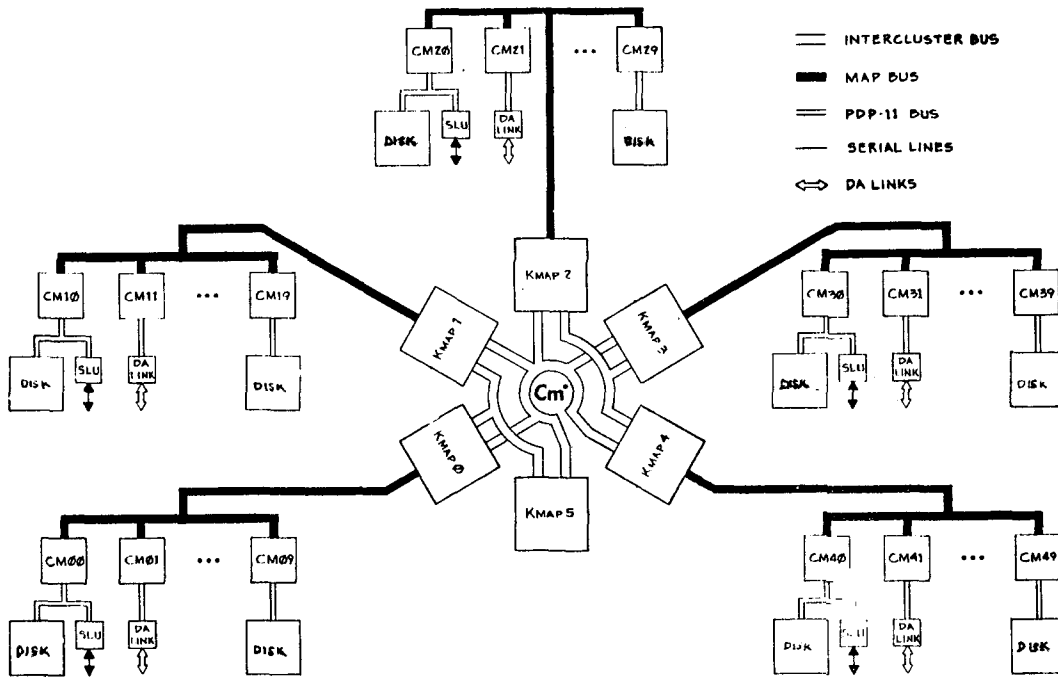 CM2Ø CM21 ... CM29
DISK SLU DA LINK DISK
INTERCLUSTER BUS
MAP BUS
PDP-11 BUS
SERIAL LINES
DA LINKS
CM1Ø CM11 ... CM19
DISK SLU DA LINK DISK
KMAP 2
KMAP 1
KMAP 3
CM3Ø CM31 ... CM39
DISK SLU DA LINK DISK
Cm*
KMAP Ø
KMAP 4
KMAP 5
CMØØ CMØ1 ... CMØ9
DISK SLU DA LINK DISK
CM4Ø CM41 ... CM49
DISK SLU DA LINK DISK